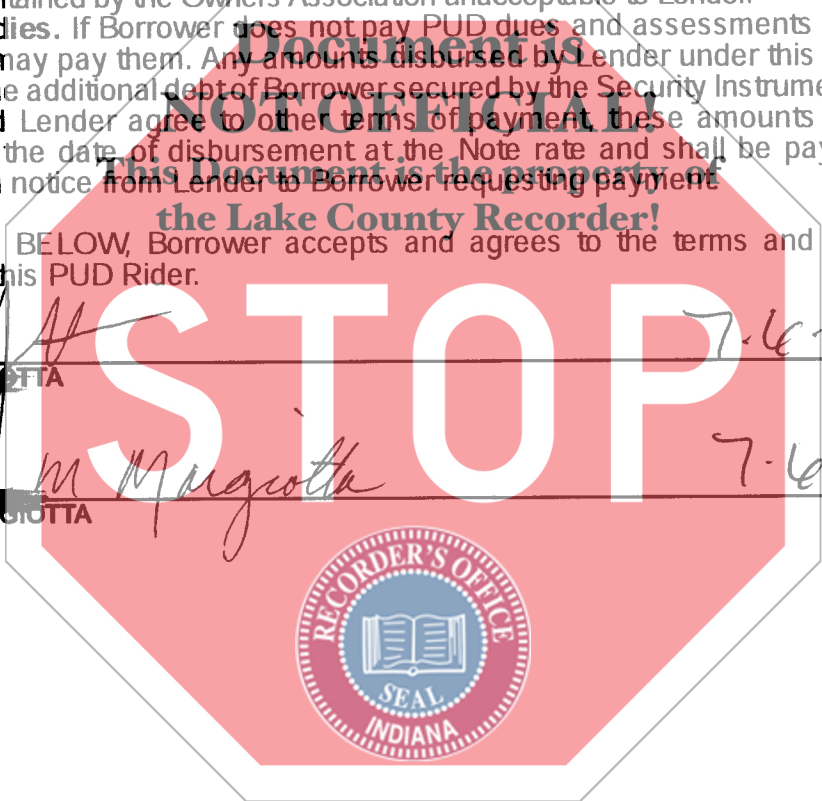 ntained by the Owners Association unacceptable to Lender.
dies. If Borrower does not pay PUD dues and assessments
may pay them. Any amounts disbursed by Lender under this
e additional debt of Borrower secured by the Security Instrume
d Lender agree to other terms of payment, these amounts
the date of disbursement at the Note rate and shall be pay
notice from Lender to Borrower requesting payment
Document is
NOT OFFICIAL!
This Document is the property of
the Lake County Recorder!
BELOW, Borrower accepts and agrees to the terms and
his PUD Rider.
7.6
OTTA
STOP
M Margiotta 7.6
GIOTTA
RECORDER'S OFFICE
SEAL
INDIANA